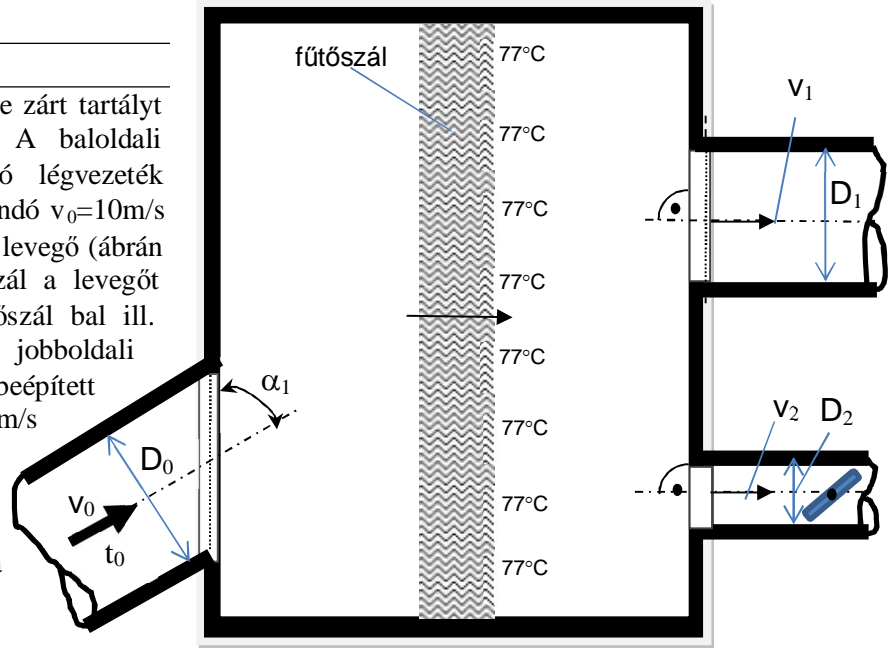 e zárt tartályt
A baloldali
ó légvezeték
ndó v₀=10m/s
levegő (ábrán
zál a levegőt
őszál bal ill.
jobboldali
beépített
m/s
fűtőszál
77°C
77°C
77°C
77°C
77°C
77°C
77°C
77°C
v₁
D₁
α₁
D₀
v₀
t₀
v₂ D₂